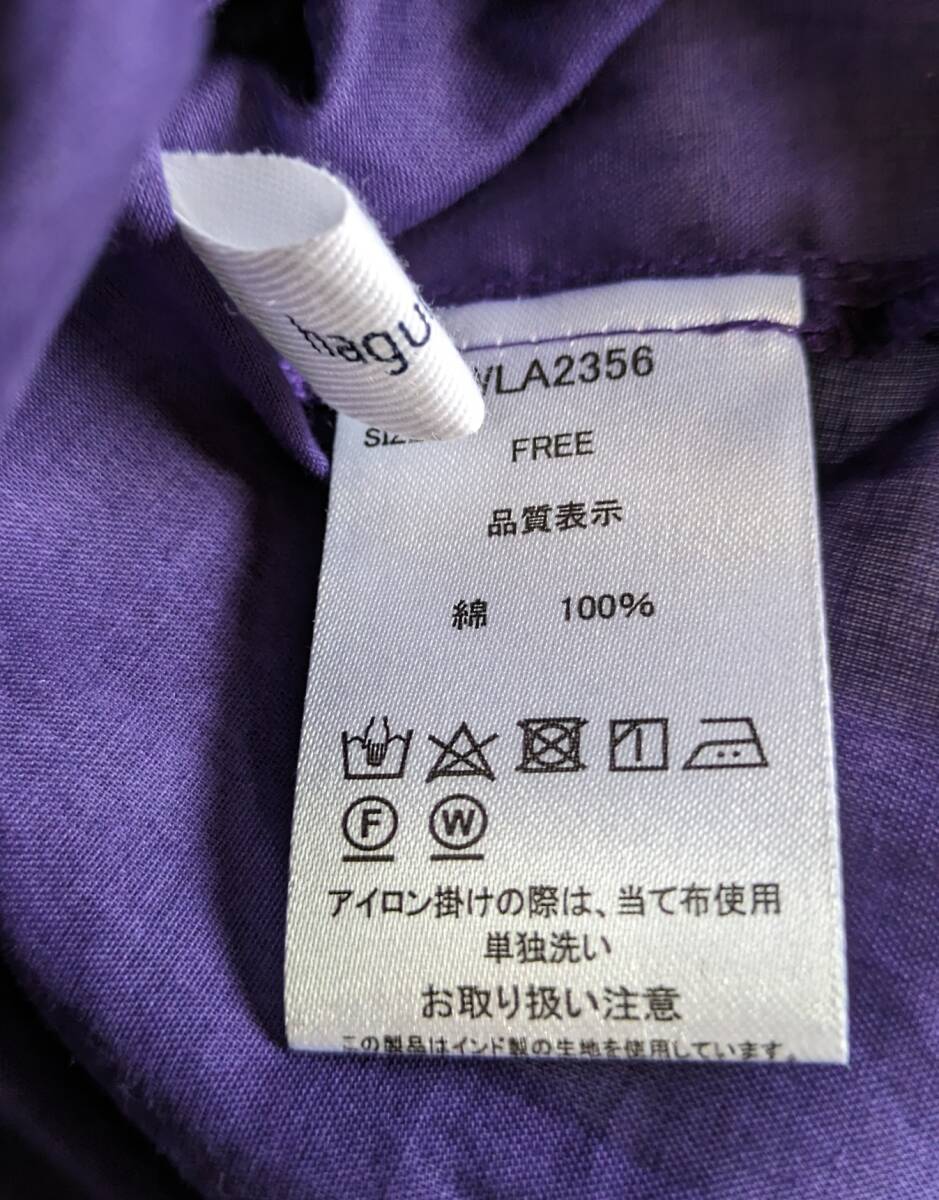 hagu
LA2356
FREE
品質表示
綿 100%
F W
アイロン掛けの際は、当て布使用
単独洗い
お取り扱い注意
この製品はインド製の生地を使用しています。